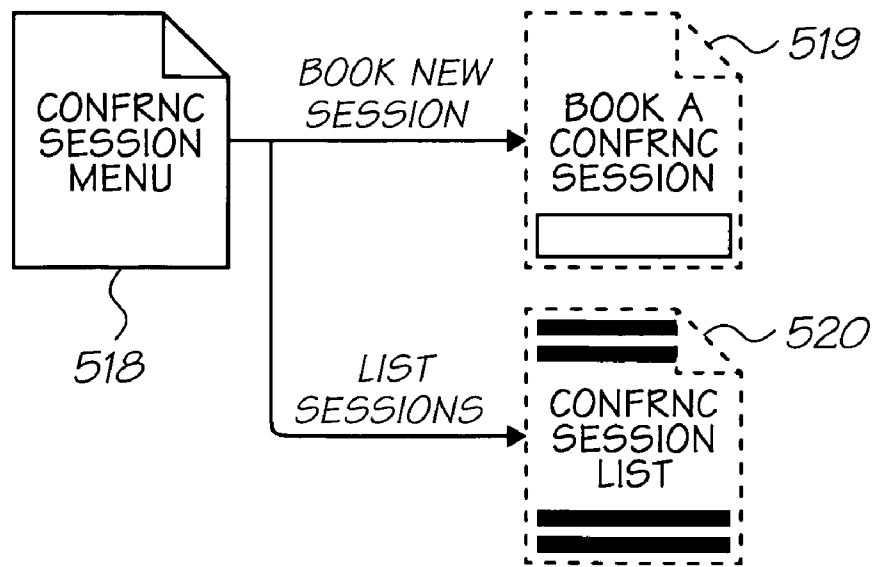 CONFRNC
SESSION
MENU
518
BOOK NEW
SESSION
BOOK A
CONFRNC
SESSION
519
LIST
SESSIONS
CONFRNC
SESSION
LIST
520